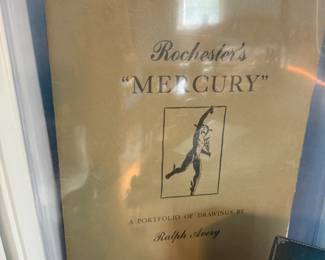 Rochester's
"MERCURY"
A PORTFOLIO OF DRAWINGS BY
Ralph Avery